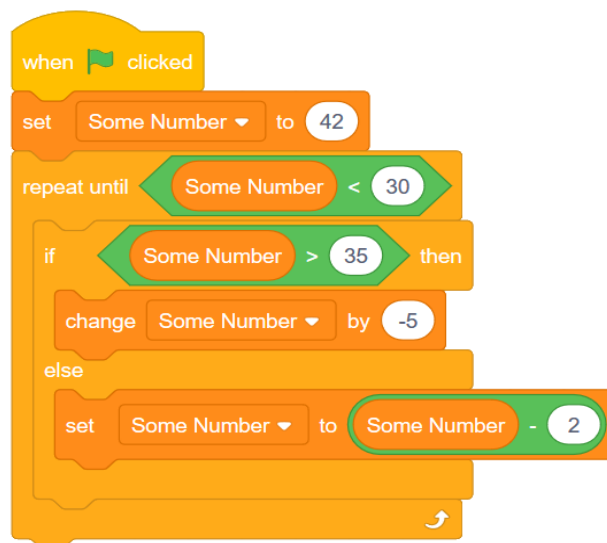 when clicked
set Some Number to 42
repeat until Some Number < 30
if Some Number > 35 then
change Some Number by -5
else
set Some Number to Some Number - 2